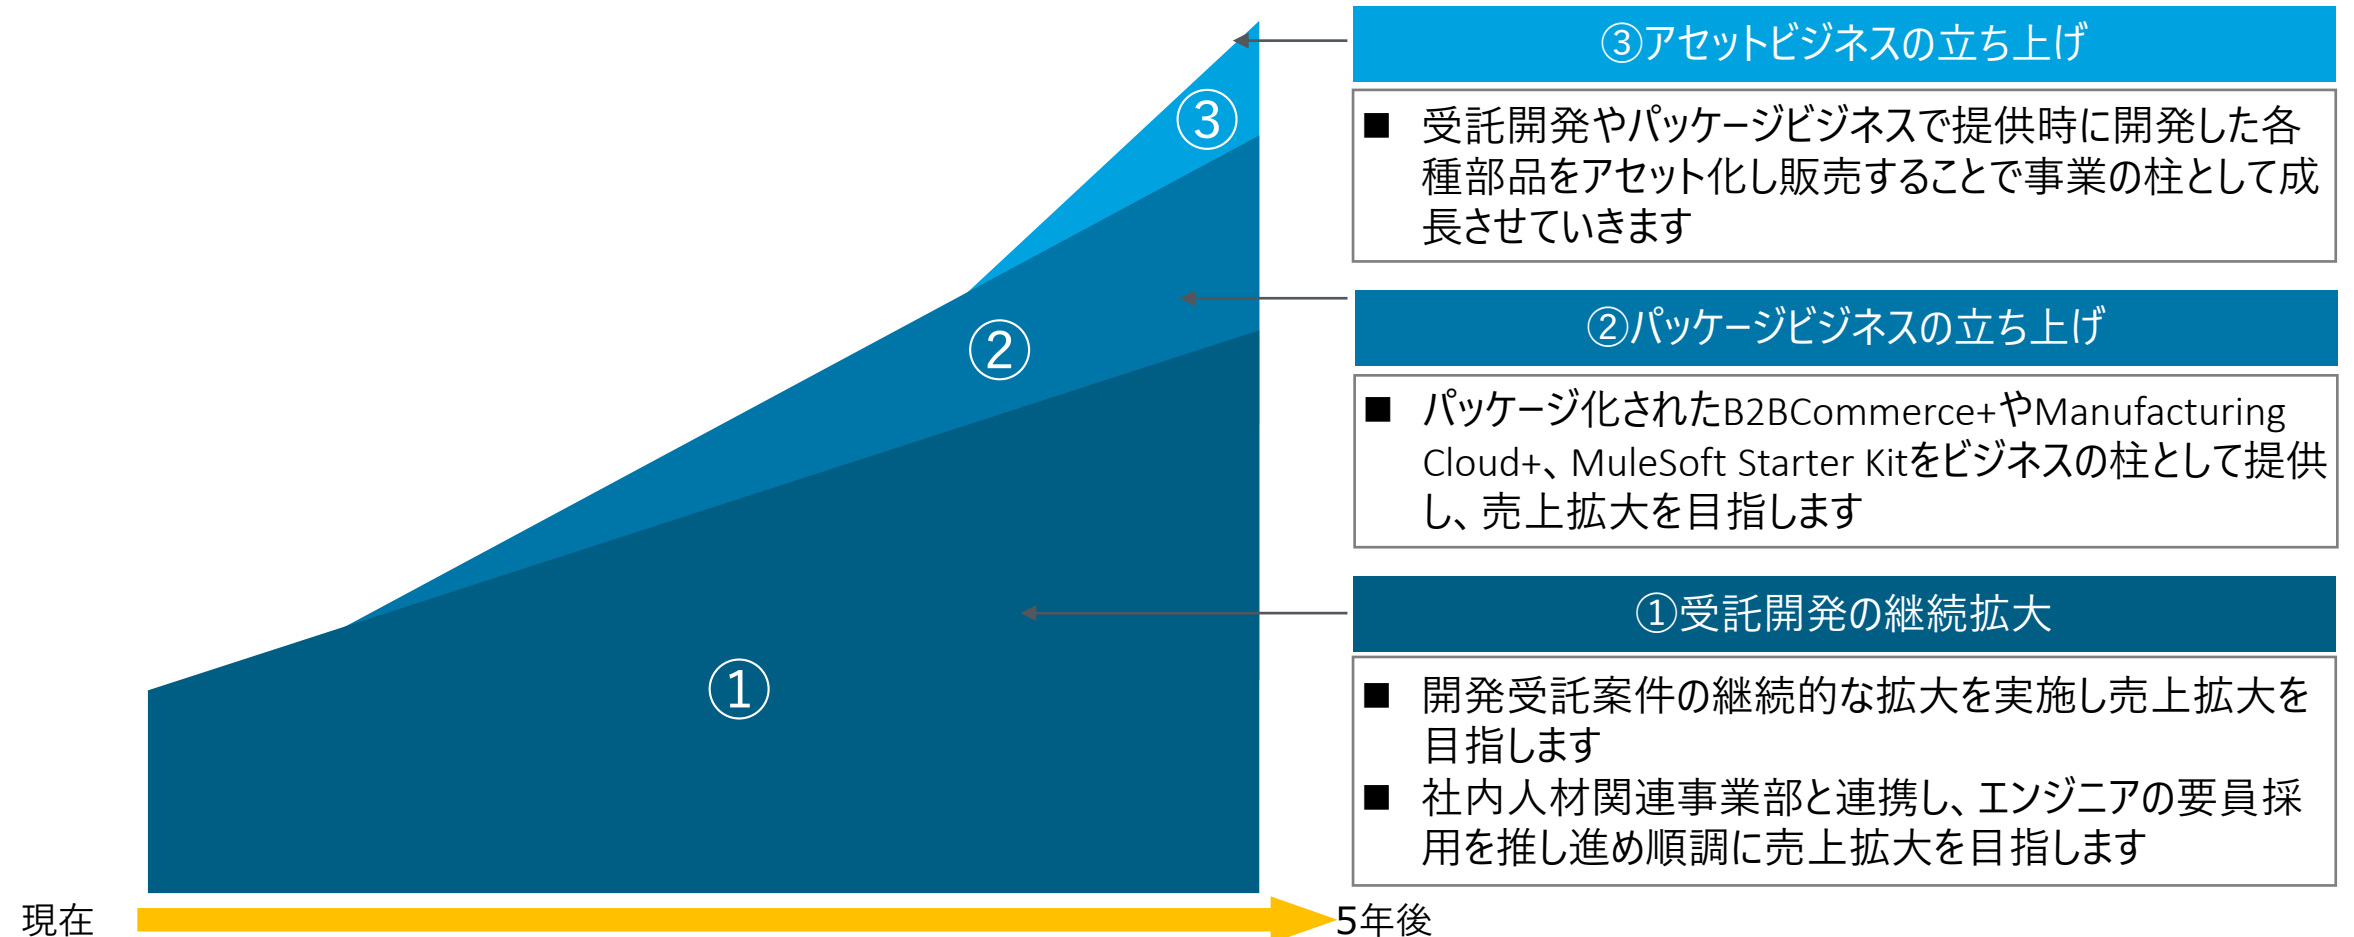 ③アセットビジネスの立ち上げ
■ 受託開発やパッケージビジネスで提供時に開発した各
種部品をアセット化し販売することで事業の柱として成
長させていきます
③
②パッケージビジネスの立ち上げ
■ パッケージ化されたB2BCommerce+やManufacturing
Cloud+、MuleSoft Starter Kitをビジネスの柱として提供
し、売上拡大を目指します
②
①受託開発の継続拡大
■ 開発受託案件の継続的な拡大を実施し売上拡大を
目指します
■ 社内人材関連事業部と連携し、エンジニアの要員採
用を推し進め順調に売上拡大を目指します
①
現在
5年後